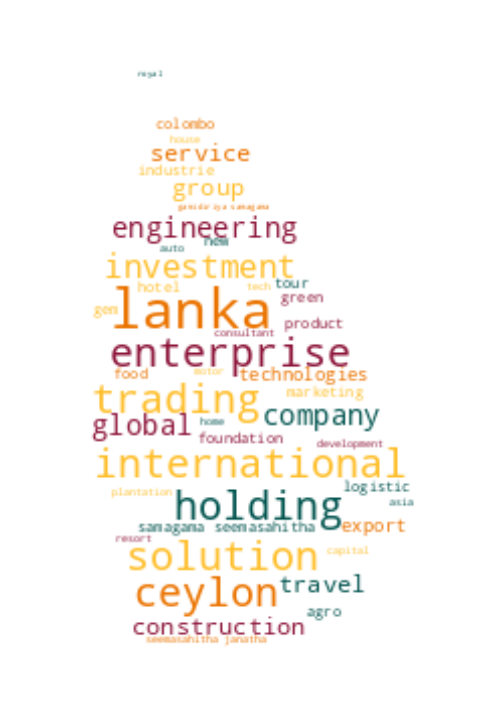 royal
colombo
house
service
industrie
group
gamidiriya samagama
engineering
new
auto
investment
hotel tech tour
green
lanka
gem
product
consultant
enterprise
food motor technologies
trading marketing
company
global home
foundation
development
international
logistic
plantation
holding asia
samagama seemasahitha export
resort
solution capital
ceylon travel
agro
construction
seemasahitha janatha